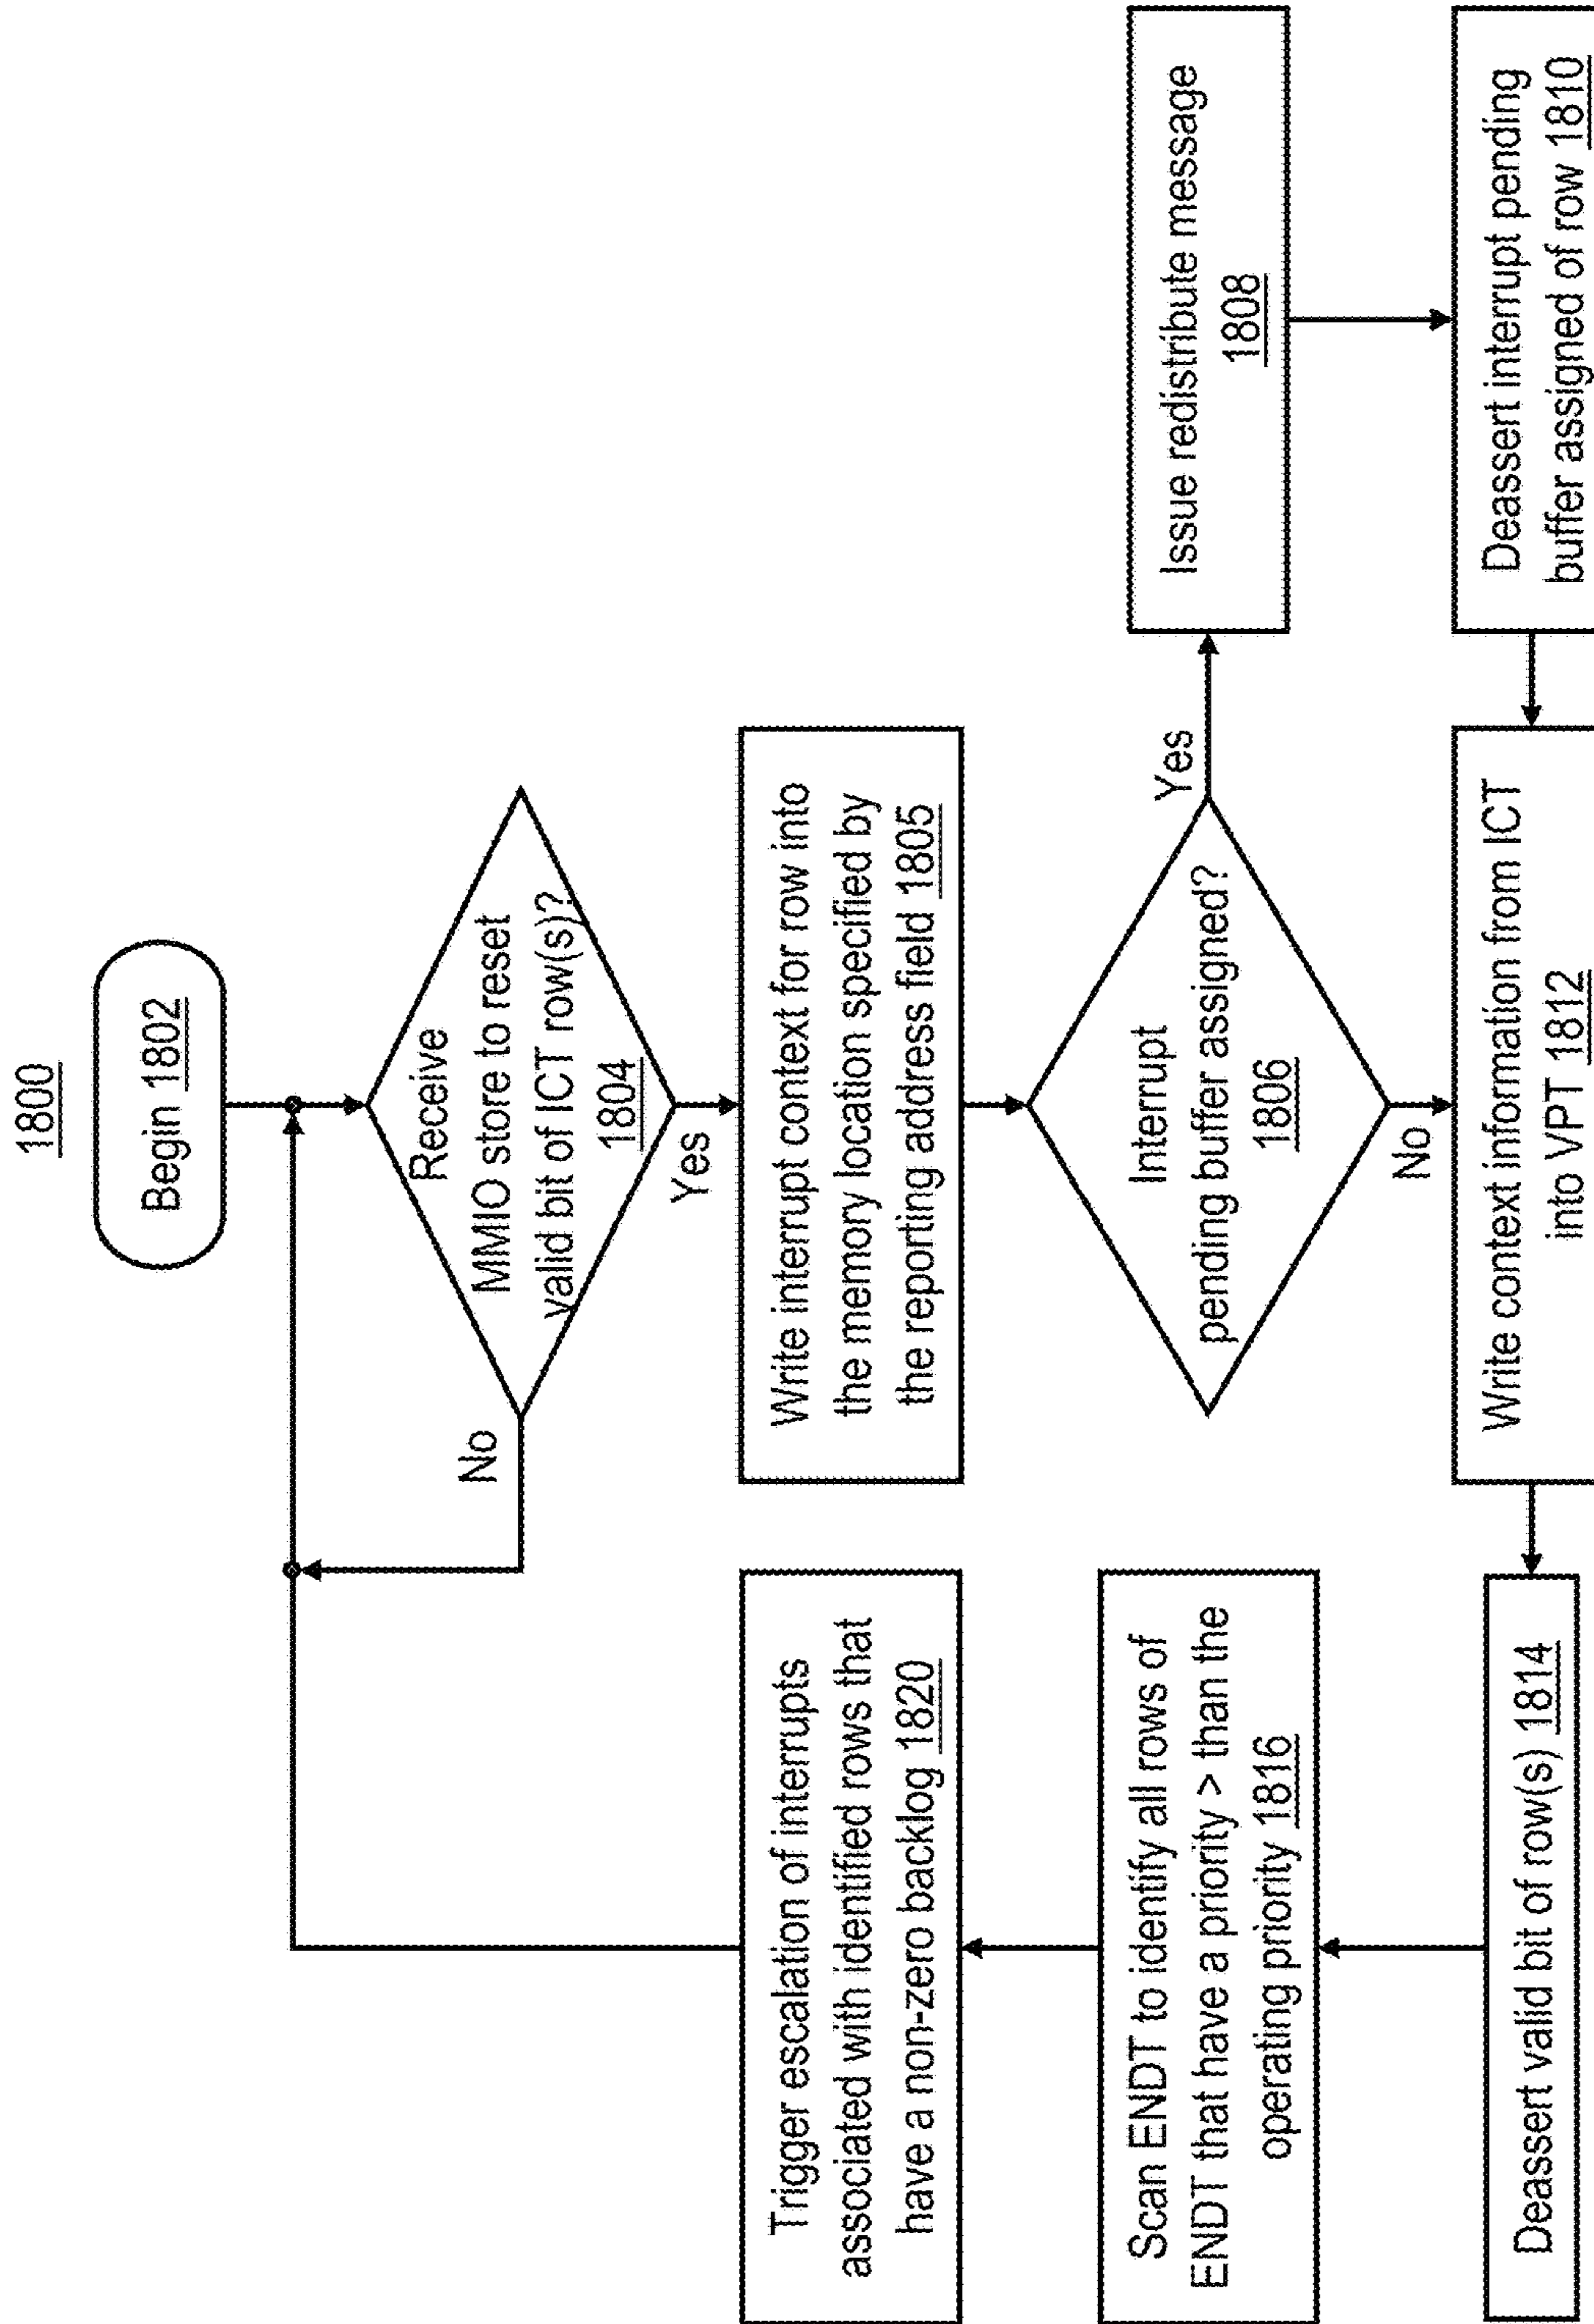 1800
Begin 1802
Receive
MMIO store to reset
valid bit of ICT row(s)?
1804
No
Yes
Write interrupt context for row into
the memory location specified by
the reporting address field 1805
Interrupt
pending buffer assigned?
1806
Yes
No
Issue redistribute message
1808
Deassert interrupt pending
buffer assigned of row 1810
Write context information from ICT
into VPT 1812
Deassert valid bit of row(s) 1814
Scan ENDT to identify all rows of
ENDT that have a priority > than the
operating priority 1816
Trigger escalation of interrupts
associated with identified rows that
have a non-zero backlog 1820